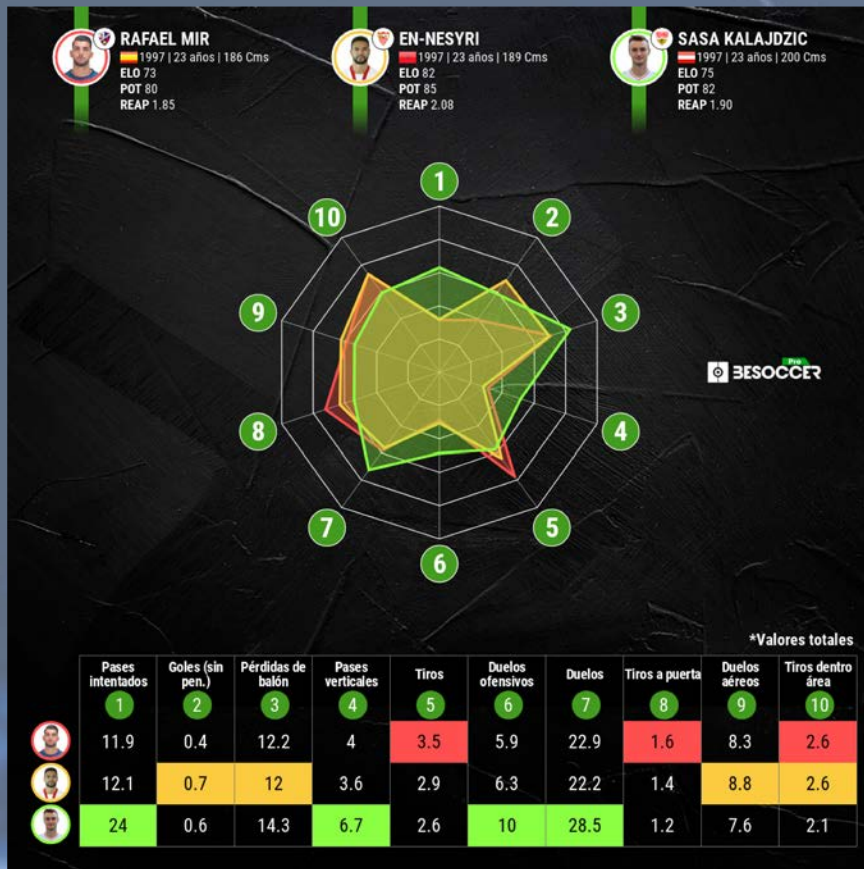 RAFAEL MIR
1997 | 23 años | 186 Cms
ELO 73
POT 80
REAP 1.85
EN-NESYRI
1997 | 23 años | 189 Cms
ELO 82
POT 85
REAP 2.08
SASA KALAJDZIC
1997 | 23 años | 200 Cms
ELO 75
POT 82
REAP 1.90
1
2
3
4
5
6
7
8
9
10
BESOCCER Pro
*Valores totales
Pases intentados Goles (sin pen.) Pérdidas de balón Pases verticales Tiros Duelos ofensivos Duelos Tiros a puerta Duelos aéreos Tiros dentro área
1 2 3 4 5 6 7 8 9 10
11.9 0.4 12.2 4 3.5 5.9 22.9 1.6 8.3 2.6
12.1 0.7 12 3.6 2.9 6.3 22.2 1.4 8.8 2.6
24 0.6 14.3 6.7 2.6 10 28.5 1.2 7.6 2.1